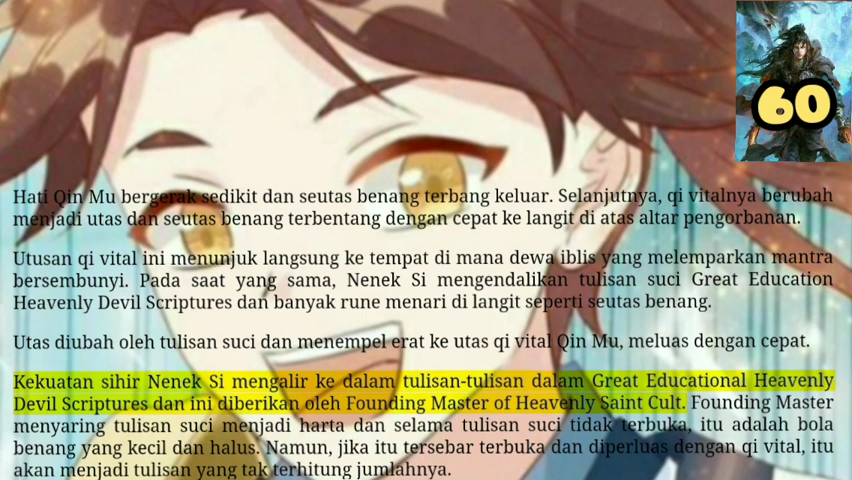 60
Hati Qin Mu bergerak sedikit dan seutas benang terbang keluar. Selanjutnya, qi vitalnya berubah
menjadi utas dan seutas benang terbentang dengan cepat ke langit di atas altar pengorbanan.
Utusan qi vital ini menunjuk langsung ke tempat di mana dewa iblis yang melemparkan mantra
bersembunyi. Pada saat yang sama, Nenek Si mengendalikan tulisan suci Great Education
Heavenly Devil Scriptures dan banyak rune menari di langit seperti seutas benang.
Utas diubah oleh tulisan suci dan menempel erat ke utas qi vital Qin Mu, meluas dengan cepat.
Kekuatan sihir Nenek Si mengalir ke dalam tulisan-tulisan dalam Great Educational Heavenly
Devil Scriptures dan ini diberikan oleh Founding Master of Heavenly Saint Cult. Founding Master
menyaring tulisan suci menjadi harta dan selama tulisan suci tidak terbuka, itu adalah bola
benang yang kecil dan halus. Namun, jika itu tersebar terbuka dan diperluas dengan qi vital, itu
akan menjadi tulisan yang tak terhitung jumlahnya.